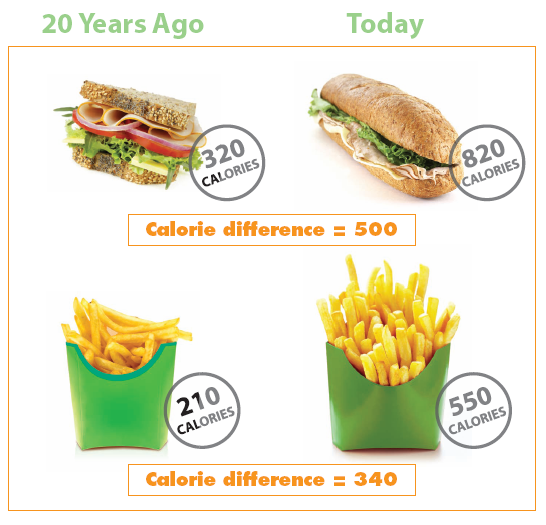 20 Years Ago
Today
320
CALORIES
820
CALORIES
Calorie difference = 500
210
CALORIES
550
CALORIES
Calorie difference = 340